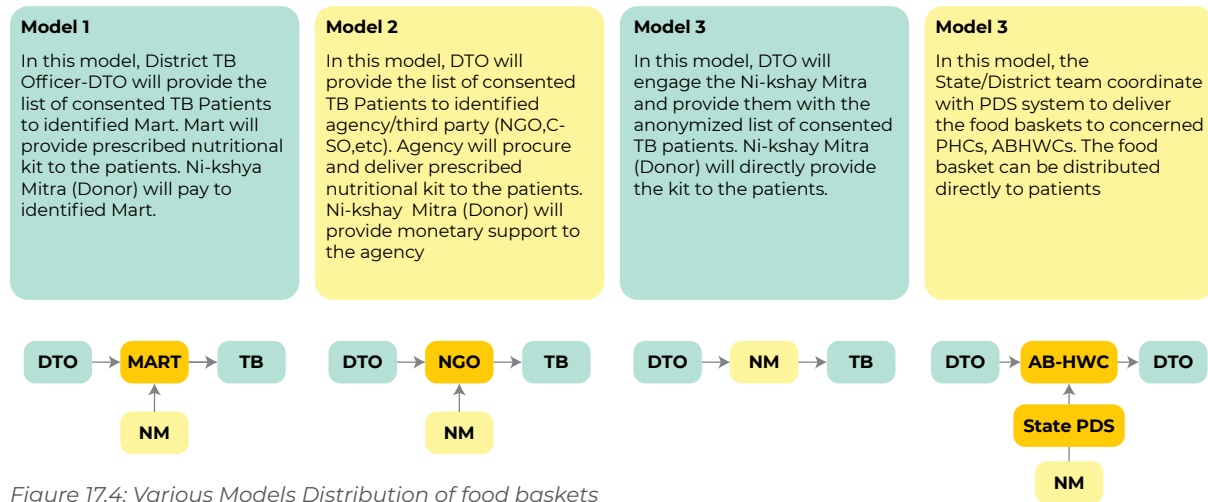 Model 1
In this model, District TB
Officer-DTO will provide the
list of consented TB Patients
to identified Mart. Mart will
provide prescribed nutritional
kit to the patients. Ni-kshya
Mitra (Donor) will pay to
identified Mart.
Model 2
In this model, DTO will
provide the list of consented
TB Patients to identified
agency/third party (NGO,C-
SO,etc). Agency will procure
and deliver prescribed
nutritional kit to the patients.
Ni-kshay Mitra (Donor) will
provide monetary support to
the agency
Model 3
In this model, DTO will
engage the Ni-kshay Mitra
and provide them with the
anonymized list of consented
TB patients. Ni-kshay Mitra
(Donor) will directly provide
the kit to the patients.
Model 3
In this model, the
State/District team coordinate
with PDS system to deliver
the food baskets to concerned
PHCs, ABHWCs. The food
basket can be distributed
directly to patients
DTO MART TB
NM
DTO NGO TB
NM
DTO NM TB
DTO AB-HWC DTO
State PDS
NM
Figure 17.4: Various Models Distribution of food baskets